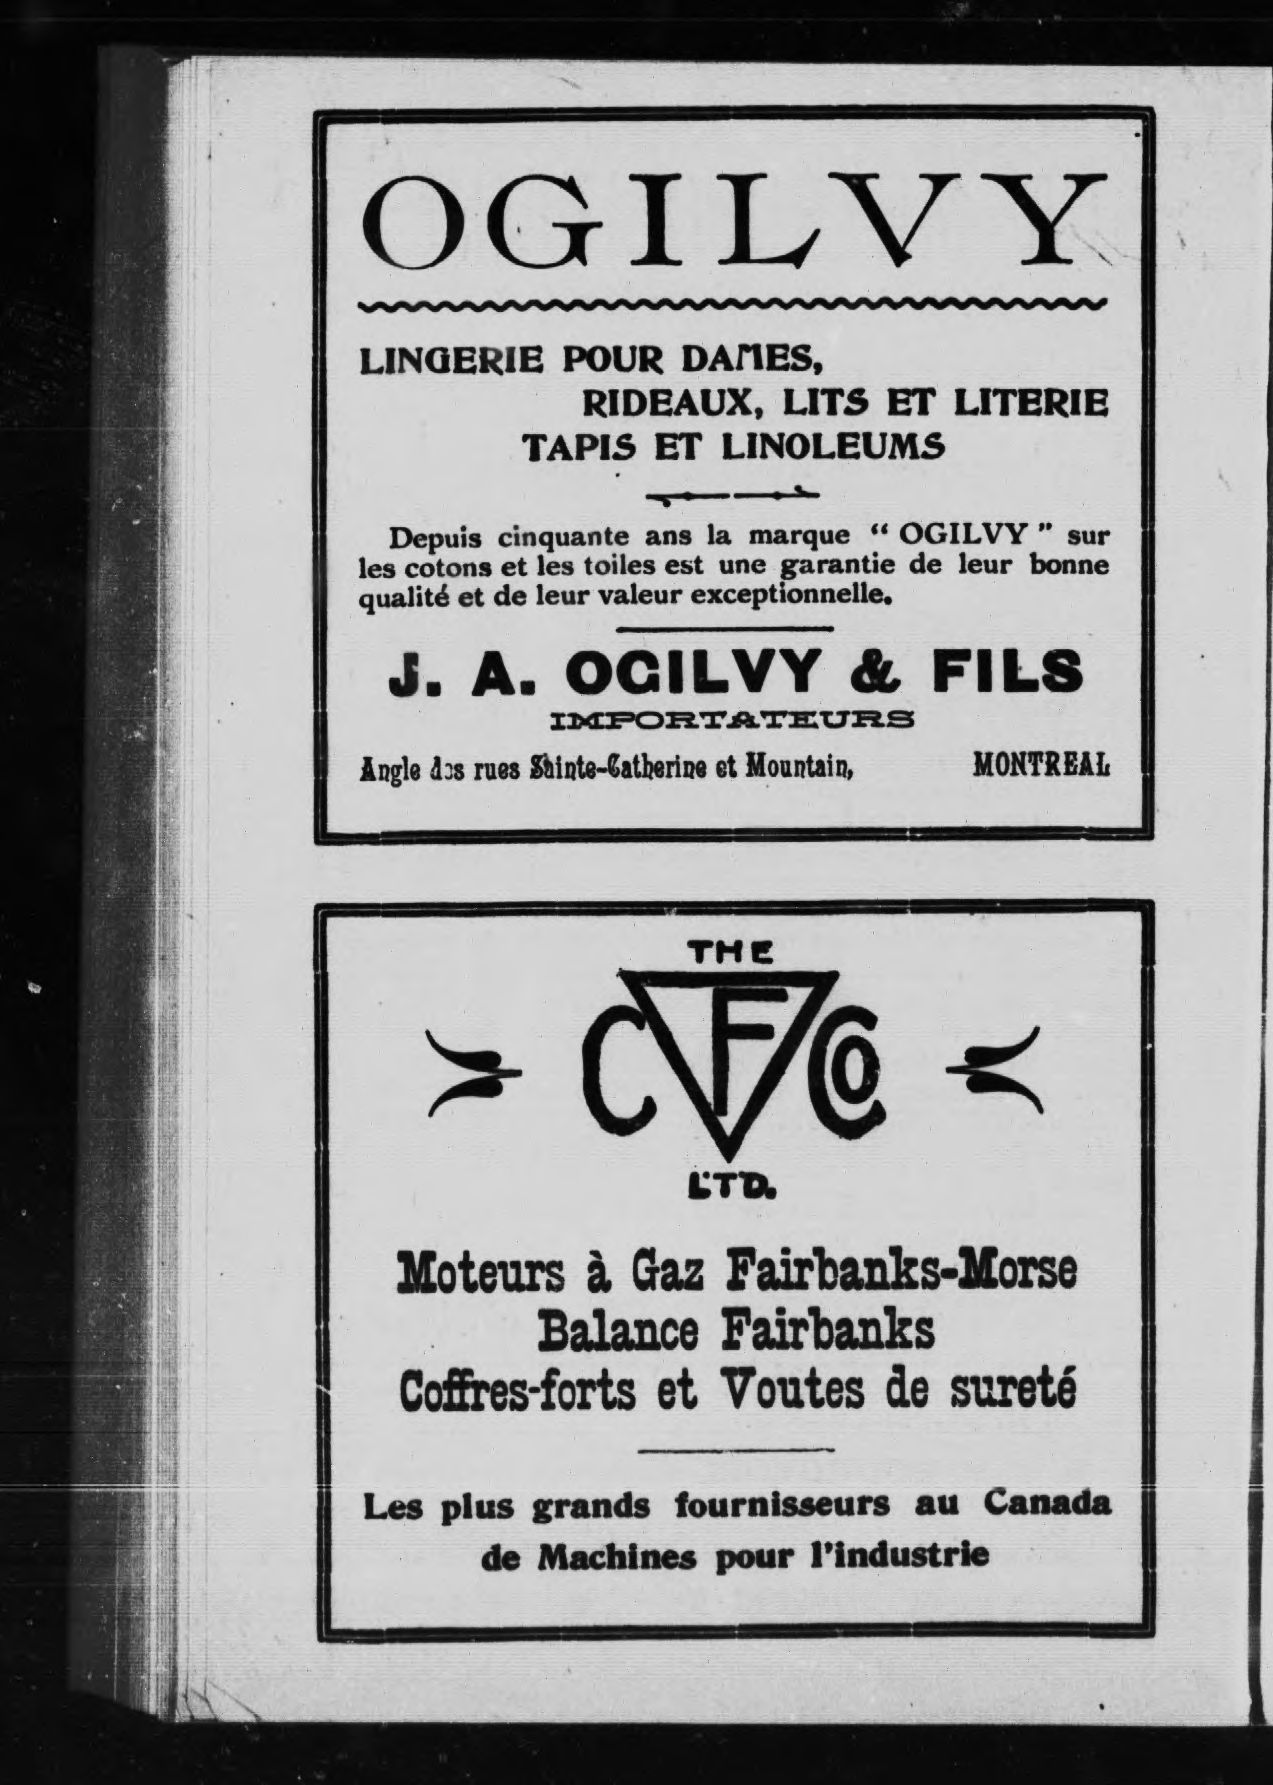 OGILVY
LINGERIE POUR DAMES,
RIDEAUX, LITS ET LITERIE
TAPIS ET LINOLEUMS
Depuis cinquante ans la marque “ OGILVY ” sur
les cotons et les toiles est une garantie de leur bonne
qualité et de leur valeur exceptionnelle.
J. A. OGILVY & FILS
IMPORTATEURS
Angle des rues Sainte-Catherine et Mountain, MONTREAL
THE
C F Co
LTD.
Moteurs à Gaz Fairbanks-Morse
Balance Fairbanks
Coffres-forts et Voutes de sureté
Les plus grands fournisseurs au Canada
de Machines pour l'industrie